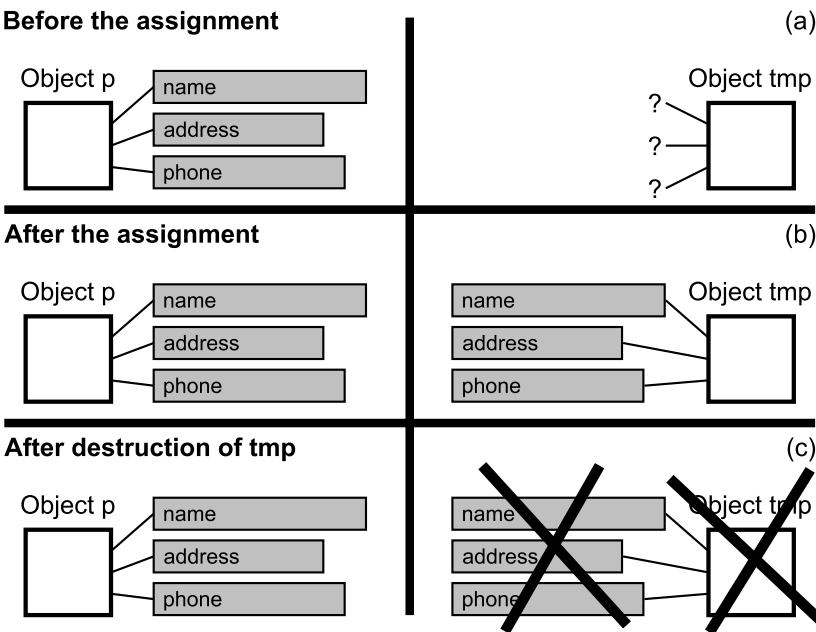 Before the assignment
(a)
Object p
name
address
phone
Object tmp
?
?
?
After the assignment
(b)
Object p
name
address
phone
name
address
phone
Object tmp
After destruction of tmp
(c)
Object p
name
address
phone
name
address
phone
Object tmp